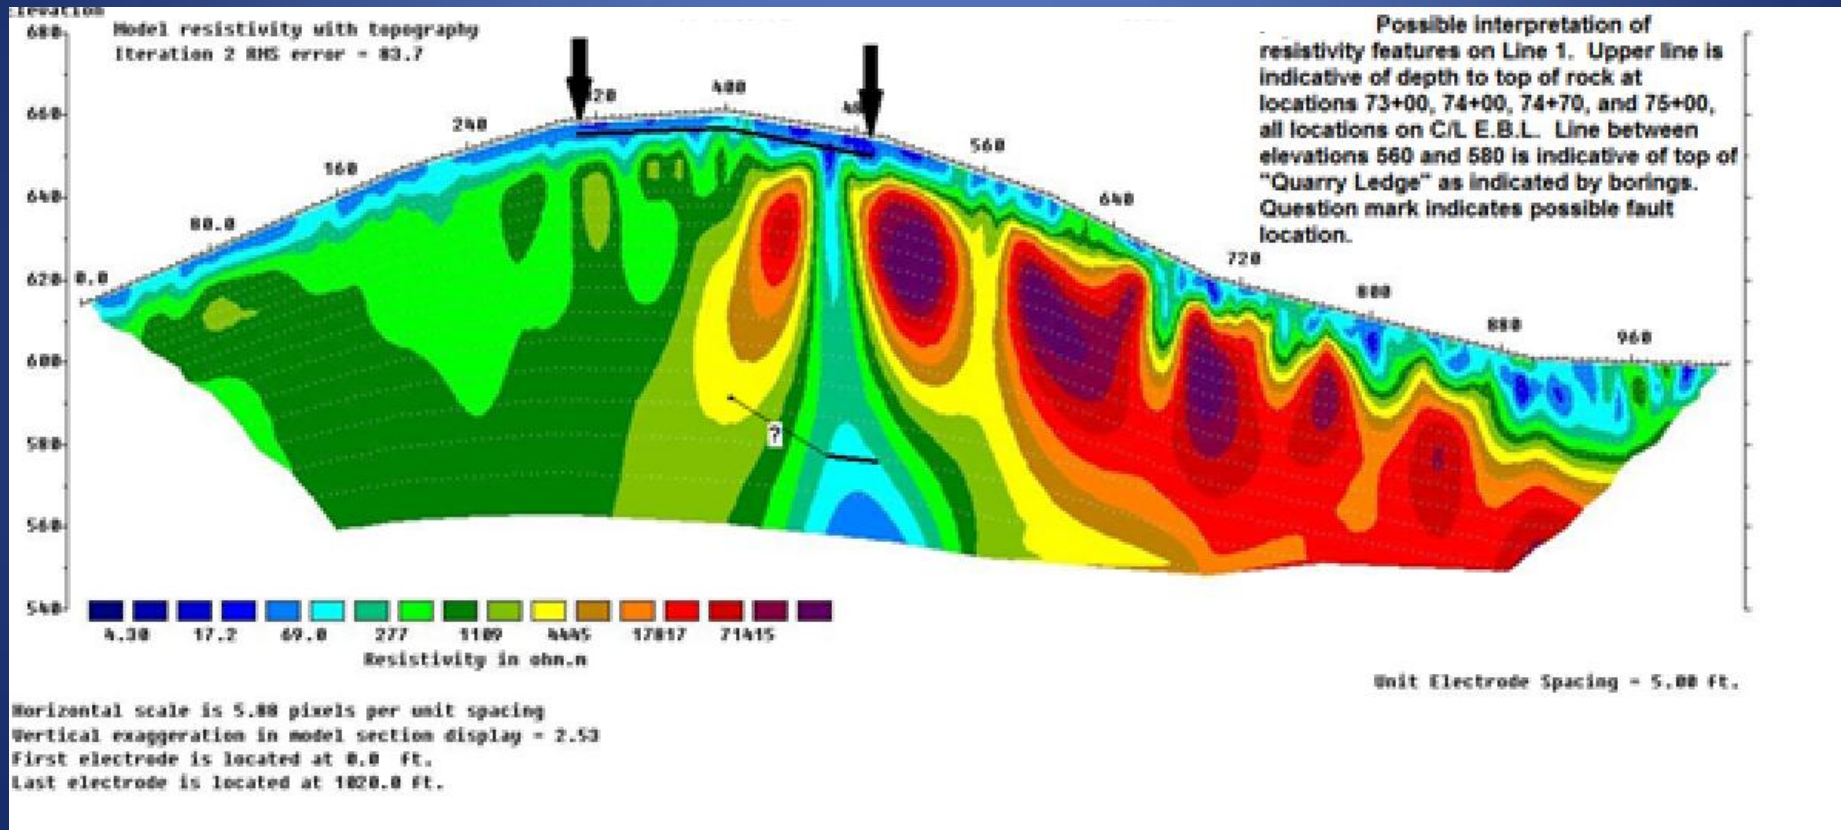 Model resistivity with topography
Iteration 2 RMS error = 83.7
Possible interpretation of
resistivity features on Line 1. Upper line is
indicative of depth to top of rock at
locations 73+00, 74+00, 74+70, and 75+00,
all locations on C/L E.B.L. Line between
elevations 560 and 580 is indicative of top of
"Quarry Ledge" as indicated by borings.
Question mark indicates possible fault
location.
680
660
640
620
600
580
560
540
0.0
80.0
160
240
400
560
640
720
800
880
960
?
4.30 17.2 69.0 277 1109 4445 17817 71415
Resistivity in ohm.m
Unit Electrode Spacing = 5.00 ft.
Horizontal scale is 5.88 pixels per unit spacing
Vertical exaggeration in model section display = 2.53
First electrode is located at 0.0 ft.
Last electrode is located at 1020.0 ft.